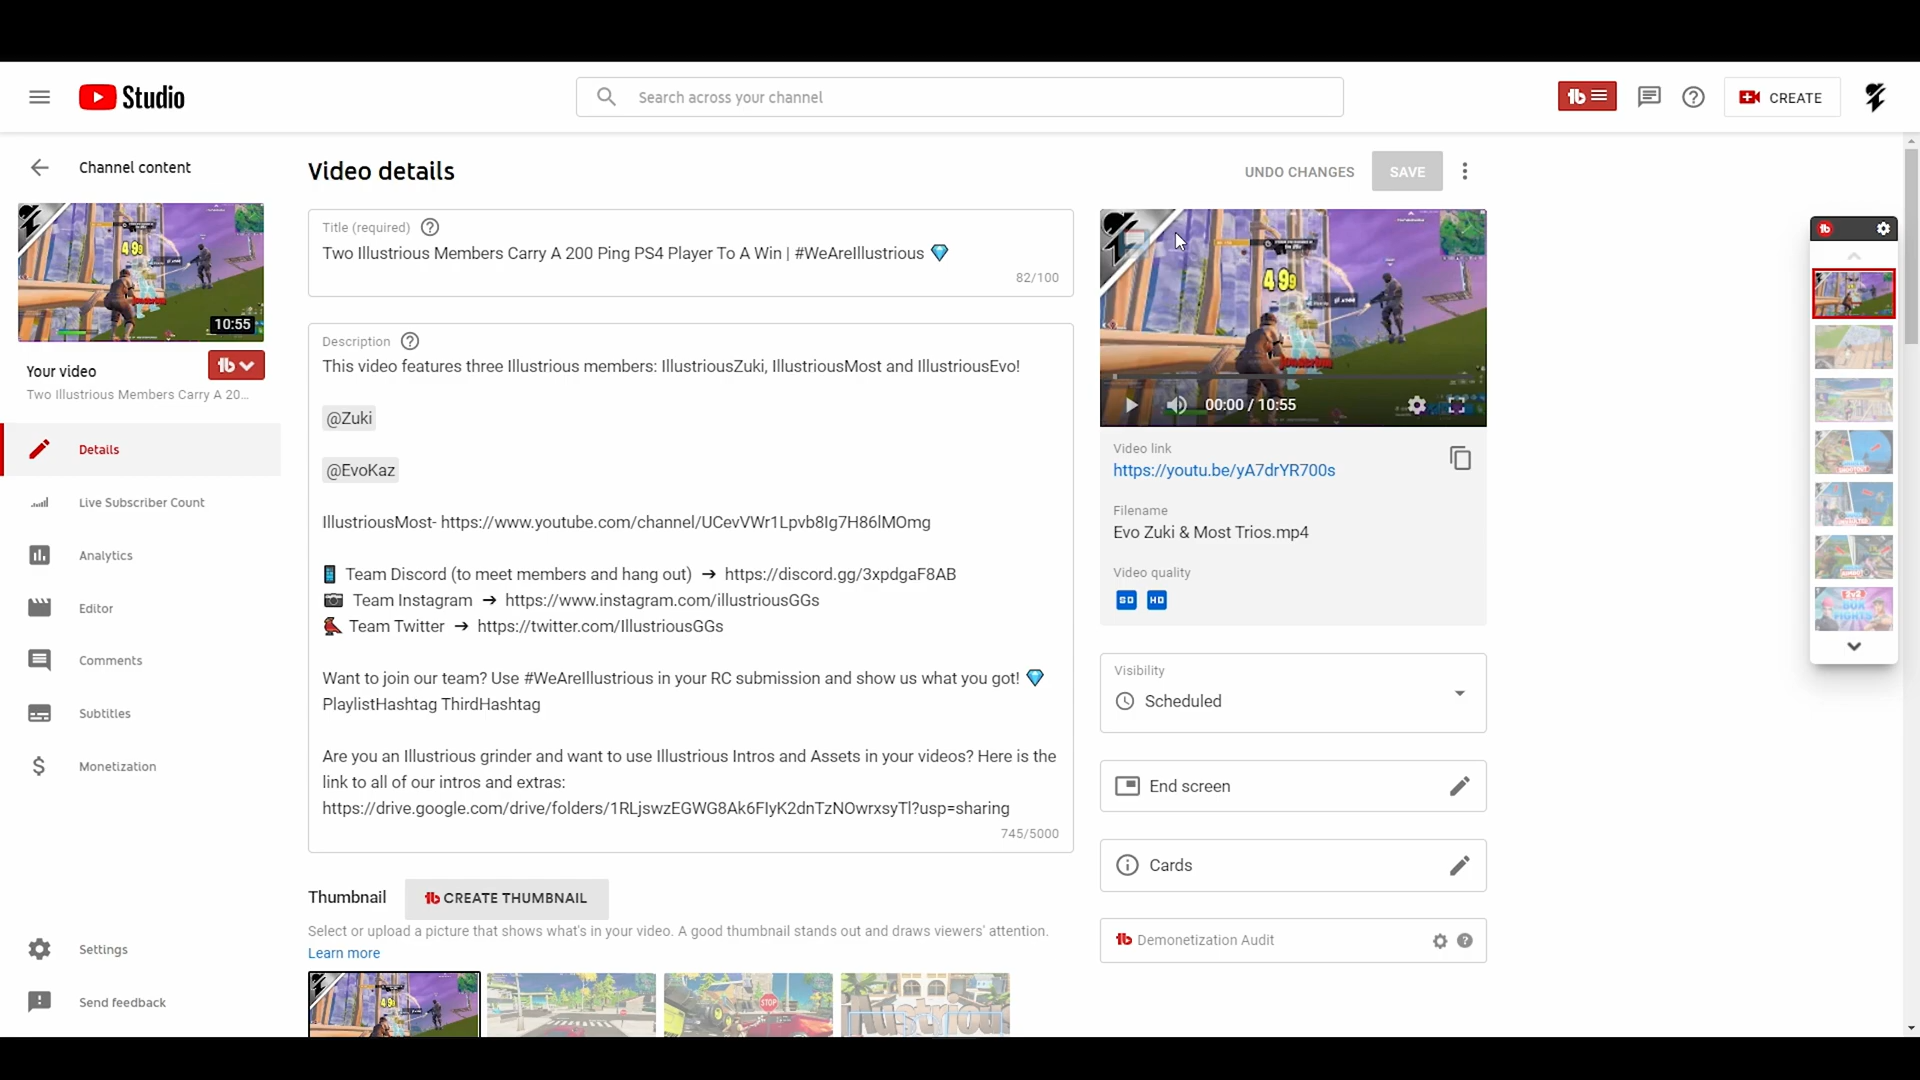 Studio
Search across your channel
CREATE
Channel content
10:55
Your video
Two Illustrious Members Carry A 20...
Details
Live Subscriber Count
Analytics
Editor
Comments
Subtitles
Monetization
Settings
Send feedback
Video details
UNDO CHANGES
SAVE
Title (required)
Two Illustrious Members Carry A 200 Ping PS4 Player To A Win | #WeAreIllustrious 💎
82/100
Description
This video features three Illustrious members: IllustriousZuki, IllustriousMost and IllustriousEvo!
@Zuki
@EvoKaz
IllustriousMost- https://www.youtube.com/channel/UCevVWr1Lpvb8Ig7H86lMOmg
📱 Team Discord (to meet members and hang out) ➔ https://discord.gg/3xpdgaF8AB
📷 Team Instagram ➔ https://www.instagram.com/illustriousGGs
🐦 Team Twitter ➔ https://twitter.com/IllustriousGGs
Want to join our team? Use #WeAreIllustrious in your RC submission and show us what you got! 💎
PlaylistHashtag ThirdHashtag
Are you an Illustrious grinder and want to use Illustrious Intros and Assets in your videos? Here is the
link to all of our intros and extras:
https://drive.google.com/drive/folders/1RLjswzEGWG8Ak6FIyK2dnTzNOwrxsyTl?usp=sharing
745/5000
Thumbnail
CREATE THUMBNAIL
Select or upload a picture that shows what's in your video. A good thumbnail stands out and draws viewers' attention.
Learn more
STOP
499
00:00 / 10:55
Video link
https://youtu.be/yA7drYR700s
Filename
Evo Zuki & Most Trios.mp4
Video quality
SD HD
Visibility
Scheduled
End screen
Cards
Demonetization Audit
2v2
BOX
FIGHTS